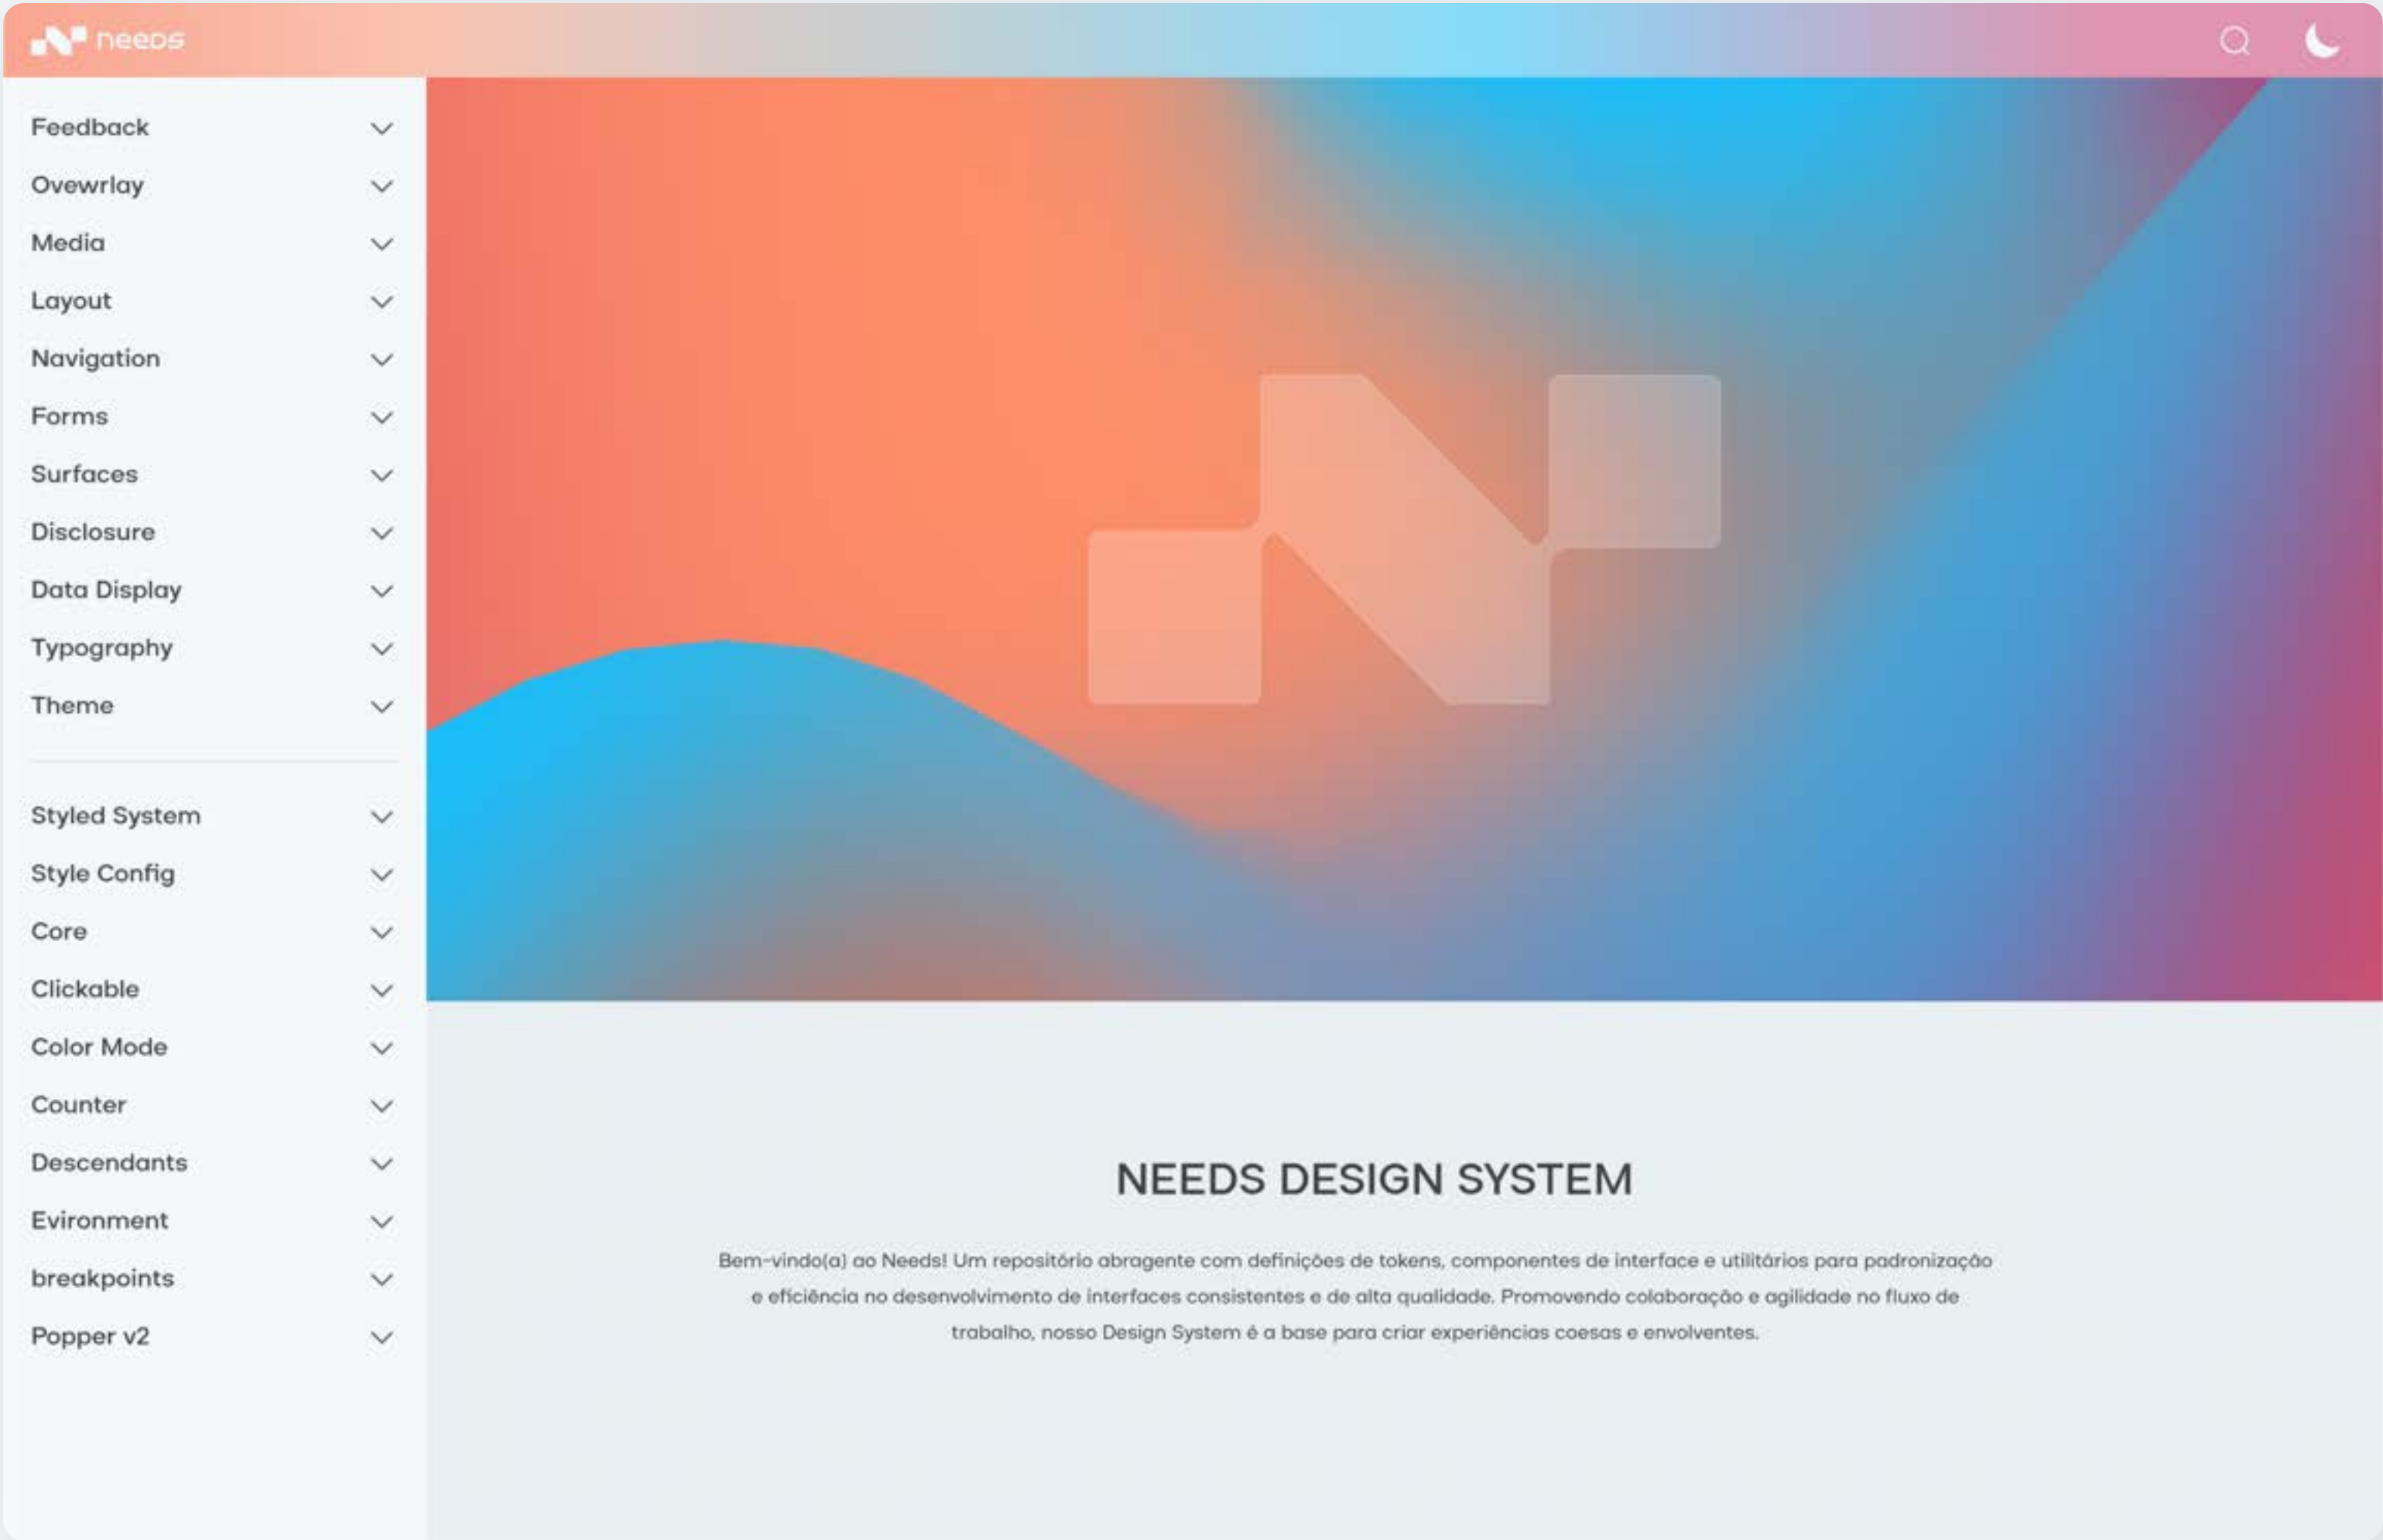 needs
Feedback
Ovewrlay
Media
Layout
Navigation
Forms
Surfaces
Disclosure
Data Display
Typography
Theme
Styled System
Style Config
Core
Clickable
Color Mode
Counter
Descendants
Evironment
breakpoints
Popper v2
NEEDS DESIGN SYSTEM
Bem-vindo(a) ao Needs! Um repositório abragente com definições de tokens, componentes de interface e utilitários para padronização
e eficiência no desenvolvimento de interfaces consistentes e de alta qualidade. Promovendo colaboração e agilidade no fluxo de
trabalho, nosso Design System é a base para criar experiências coesas e envolventes.